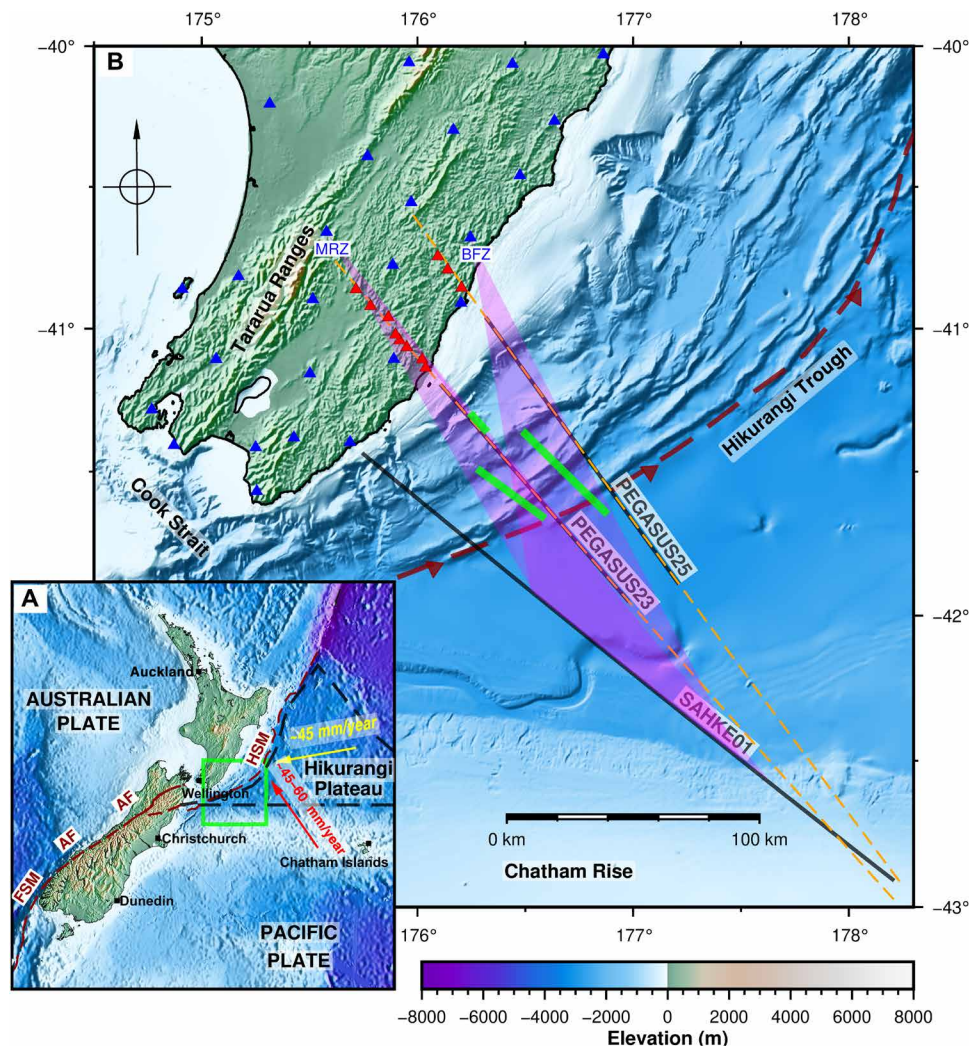 175°
176°
177°
178°
−40°
−40°
B
MRZ
BFZ
Tararua Ranges
−41°
−41°
Hikurangi Trough
Cook Strait
PEGASUS25
PEGASUS23
−42°
SAHKE01
0 km
100 km
Chatham Rise
−43°
176°
177°
178°
A
Auckland
AUSTRALIAN
PLATE
~45 mm/year
HSM
Hikurangi
Plateau
Wellington
45-60 mm/year
AF
AF
Christchurch
Chatham Islands
FSM
Dunedin
PACIFIC
PLATE
−8000 −6000 −4000 −2000 0 2000 4000 6000 8000
Elevation (m)